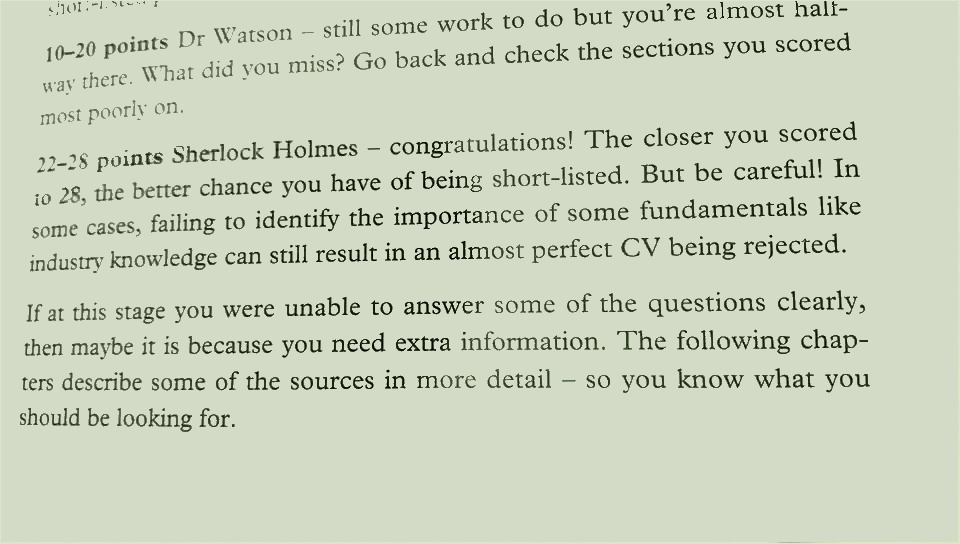 10–20 points Dr Watson – still some work to do but you’re almost half-
way there. What did you miss? Go back and check the sections you scored
most poorly on.
22–28 points Sherlock Holmes – congratulations! The closer you scored
to 28, the better chance you have of being short-listed. But be careful! In
some cases, failing to identify the importance of some fundamentals like
industry knowledge can still result in an almost perfect CV being rejected.
If at this stage you were unable to answer some of the questions clearly,
then maybe it is because you need extra information. The following chap-
ters describe some of the sources in more detail – so you know what you
should be looking for.